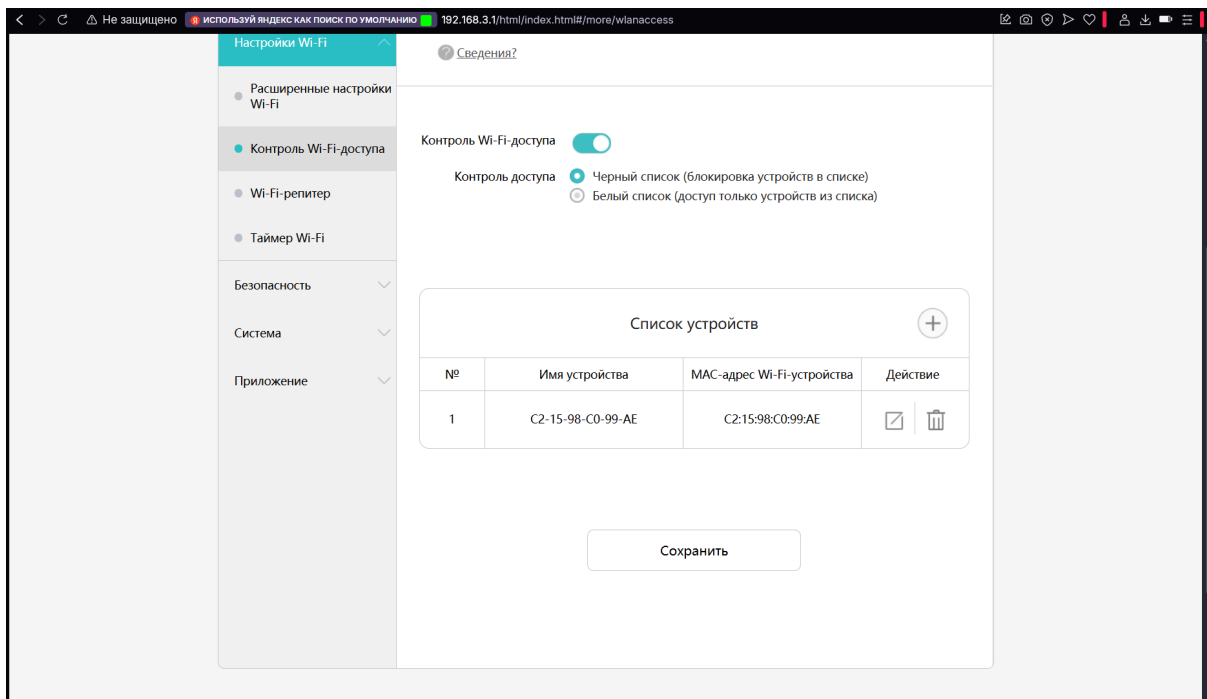 Не защищено
Я ИСПОЛЬЗУЙ ЯНДЕКС КАК ПОИСК ПО УМОЛЧАНИЮ
192.168.3.1/html/index.html#/more/wlanaccess
Настройки Wi-Fi
Расширенные настройки
Wi-Fi
Контроль Wi-Fi-доступа
Wi-Fi-репитер
Таймер Wi-Fi
Безопасность
Система
Приложение
? Сведения?
Контроль Wi-Fi-доступа
Контроль доступа
Черный список (блокировка устройств в списке)
Белый список (доступ только устройств из списка)
Список устройств
№ Имя устройства MAC-адрес Wi-Fi-устройства Действие
1 C2-15-98-C0-99-AE C2:15:98:C0:99:AE
Сохранить